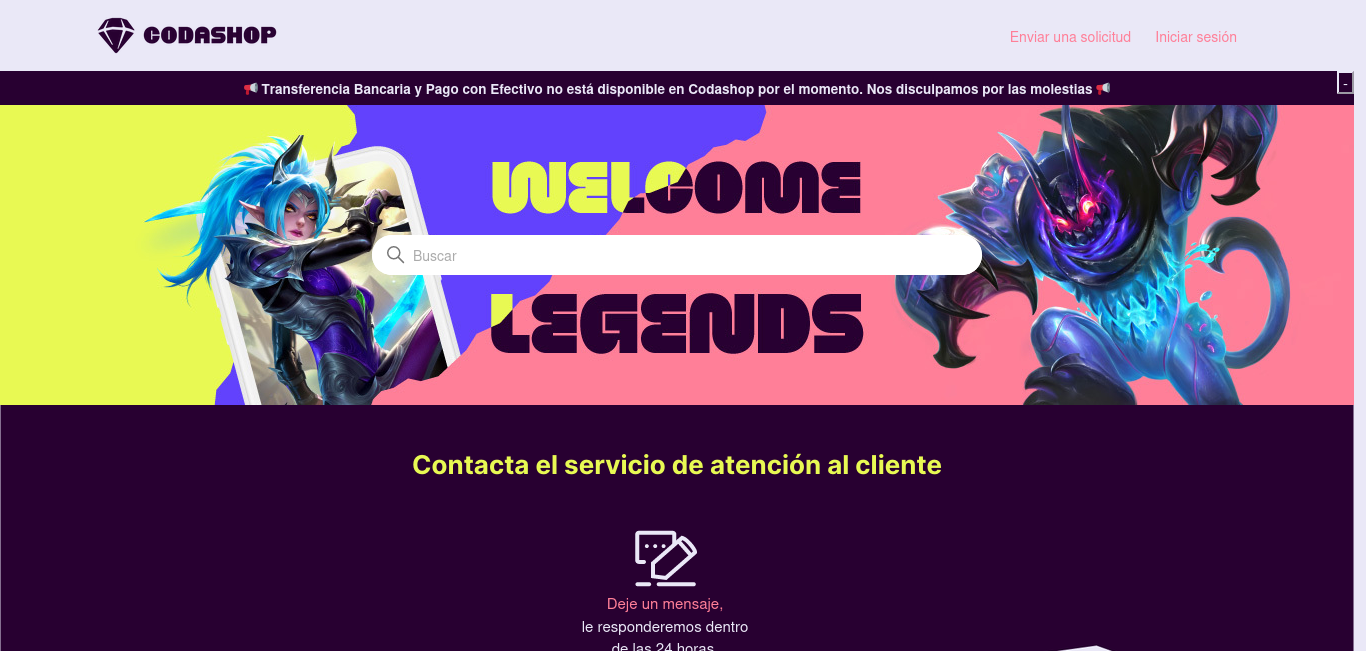 CODASHOP
Enviar una solicitud
Iniciar sesión
Transferencia Bancaria y Pago con Efectivo no está disponible en Codashop por el momento. Nos disculpamos por las molestias
-
WELCOME
Buscar
LEGENDS
Contacta el servicio de atención al cliente
Deje un mensaje,
le responderemos dentro
de las 24 horas